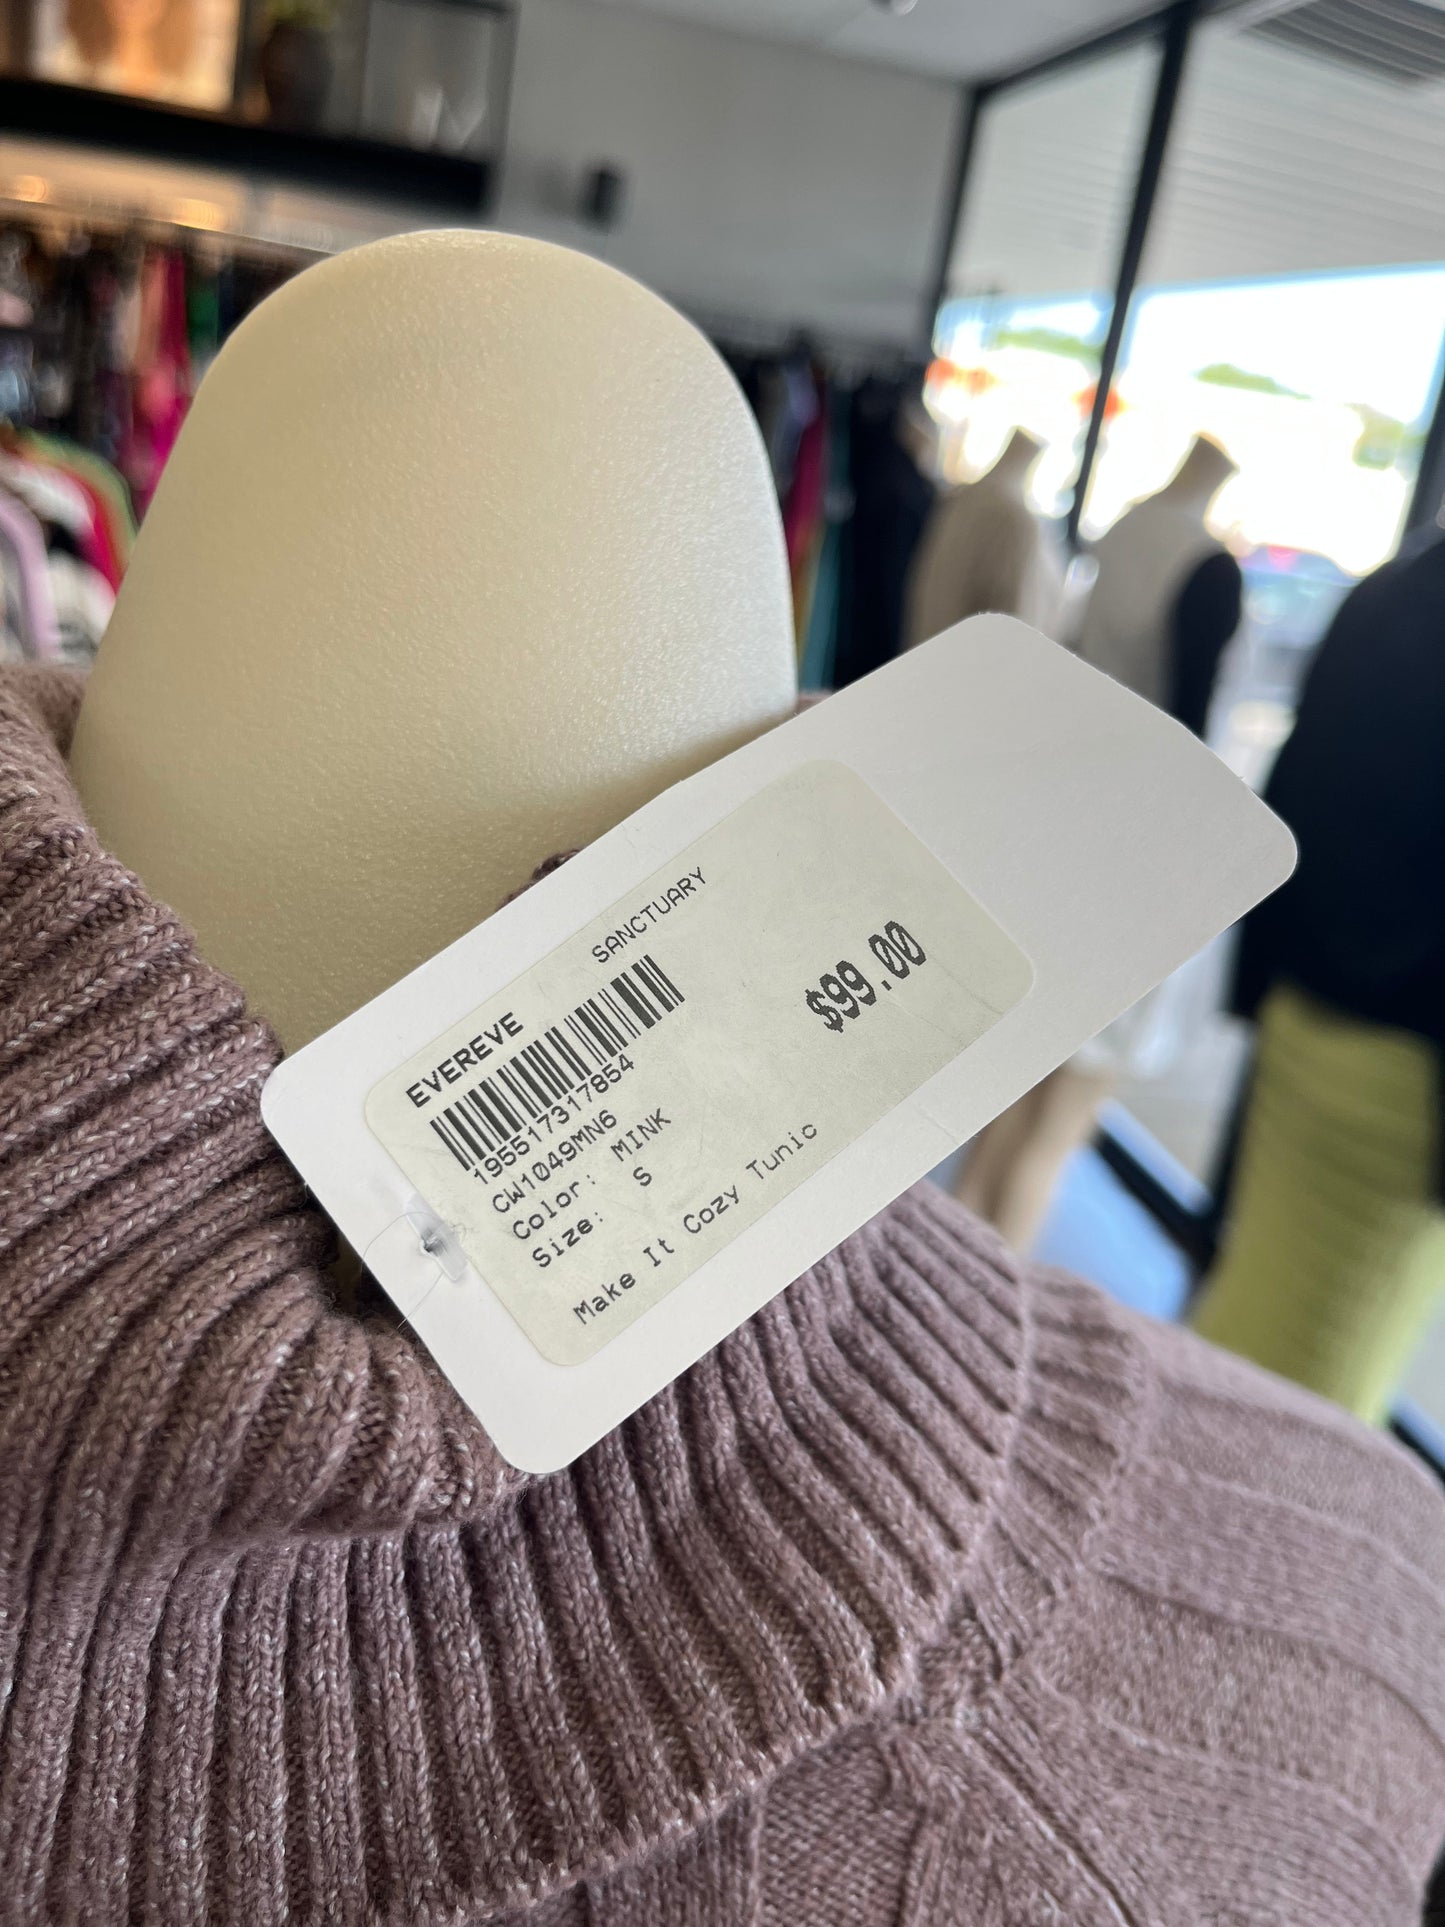 EVEREVE SANCTUARY
195517317854
CW1049MN6
Color: MINK
Size: S
$99.00
Make It Cozy Tunic